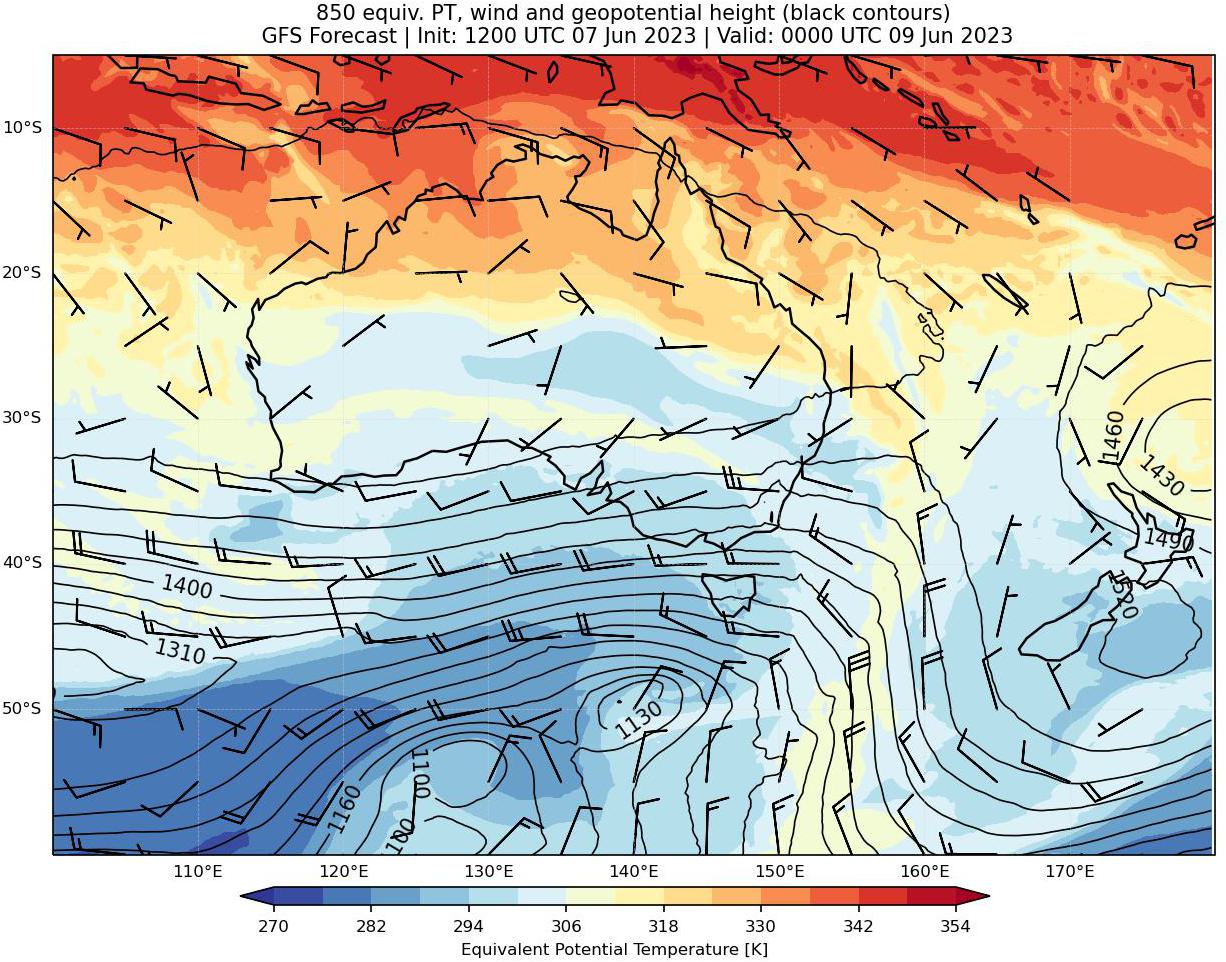 850 equiv. PT, wind and geopotential height (black contours)
GFS Forecast | Init: 1200 UTC 07 Jun 2023 | Valid: 0000 UTC 09 Jun 2023
10°S
20°S
30°S
40°S
50°S
1460
1430
1490
1520
1400
1310
1130
1100
1160
1100
110°E 120°E 130°E 140°E 150°E 160°E 170°E
270 282 294 306 318 330 342 354
Equivalent Potential Temperature [K]